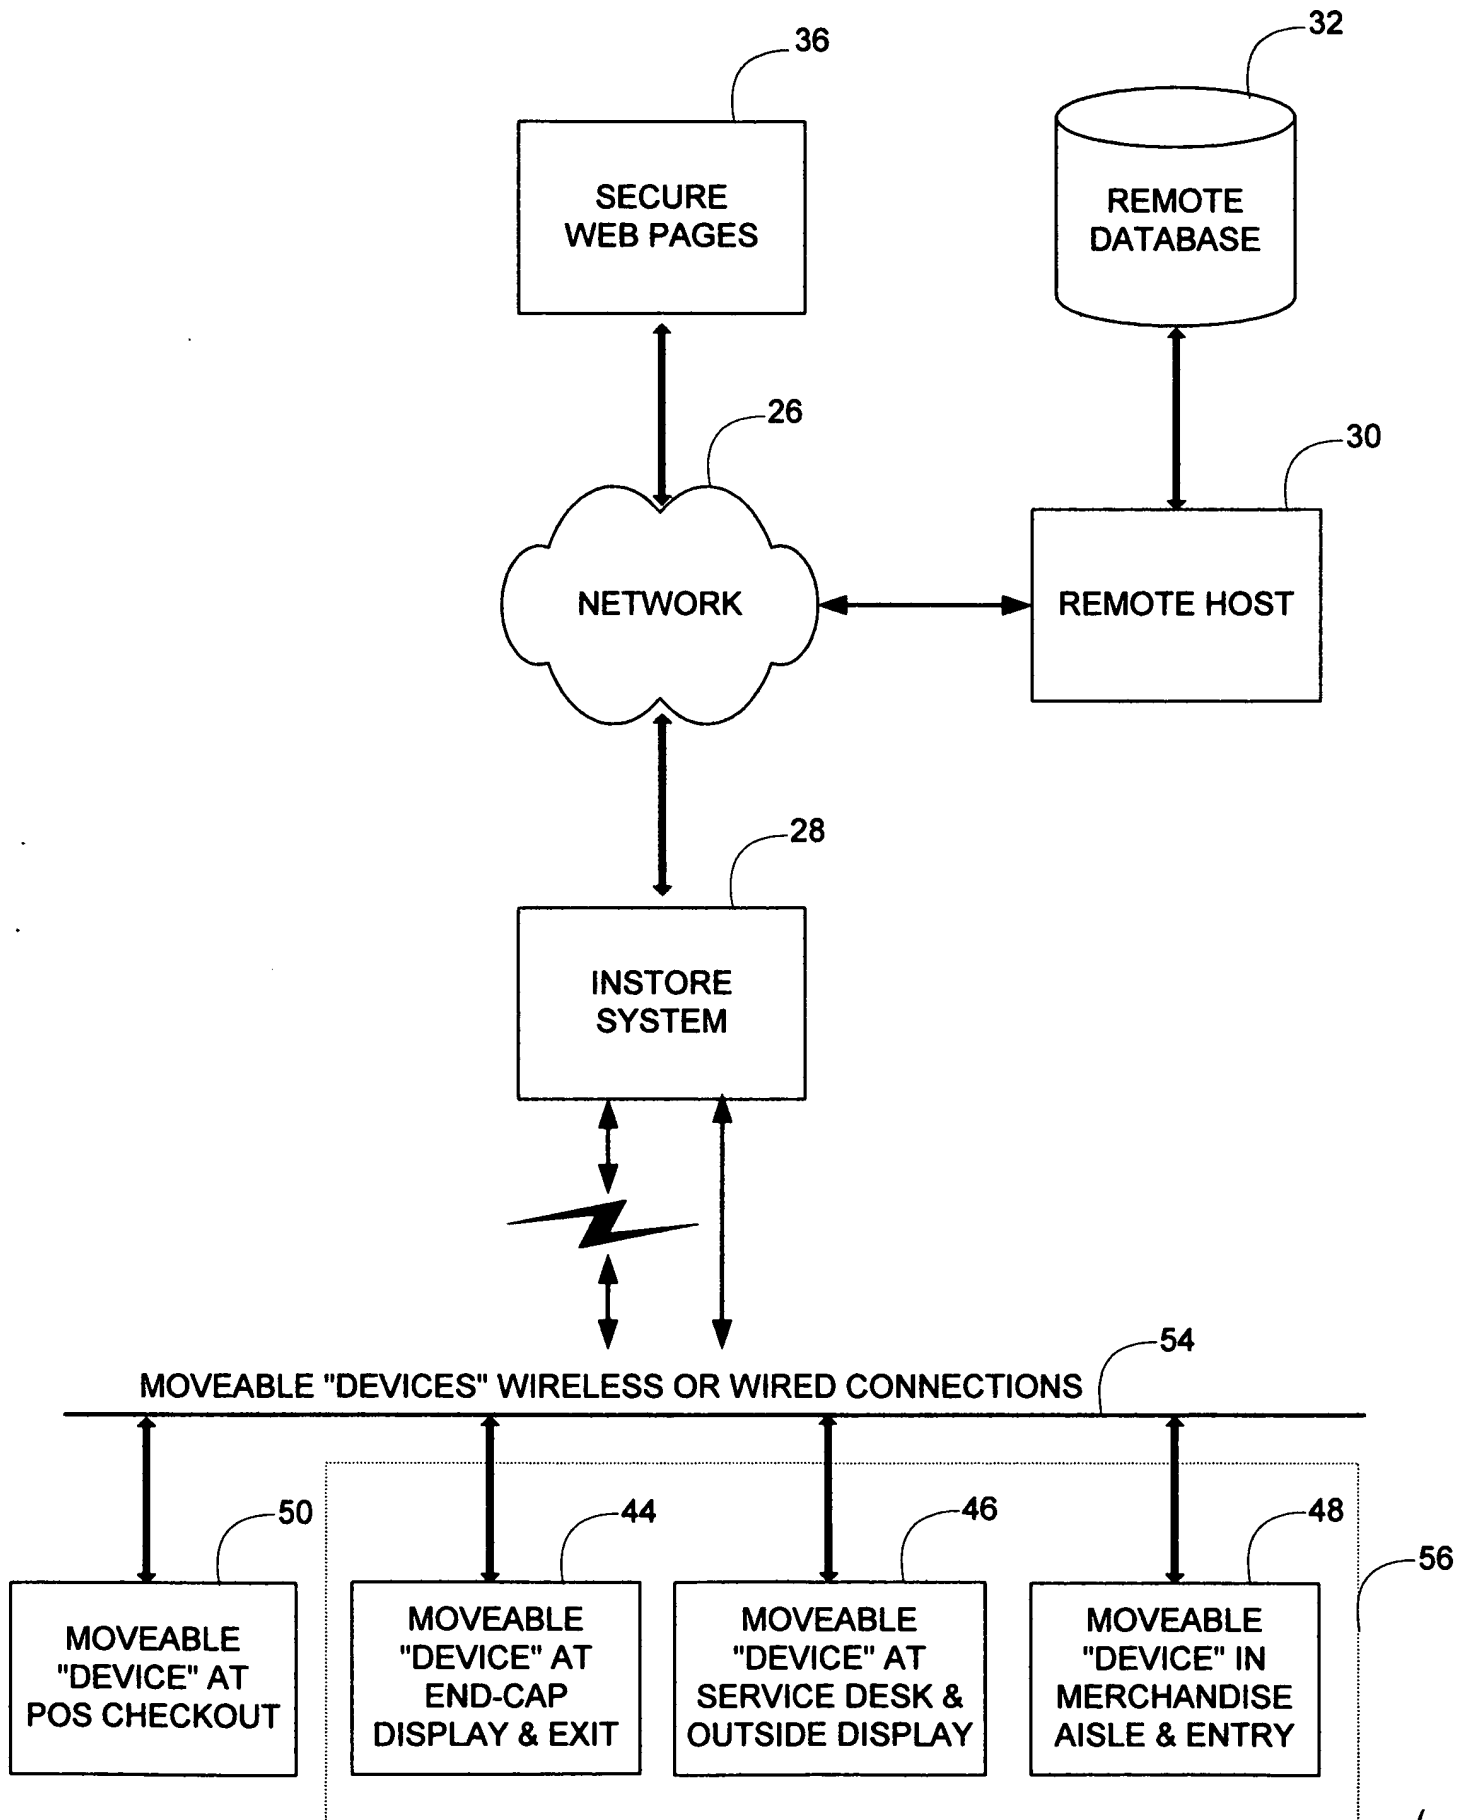 36
32
SECURE
WEB PAGES
REMOTE
DATABASE
26
30
NETWORK
REMOTE HOST
28
INSTORE
SYSTEM
54
MOVEABLE "DEVICES" WIRELESS OR WIRED CONNECTIONS
50
44
46
48
56
MOVEABLE
"DEVICE" AT
POS CHECKOUT
MOVEABLE
"DEVICE" AT
END-CAP
DISPLAY & EXIT
MOVEABLE
"DEVICE" AT
SERVICE DESK &
OUTSIDE DISPLAY
MOVEABLE
"DEVICE" IN
MERCHANDISE
AISLE & ENTRY